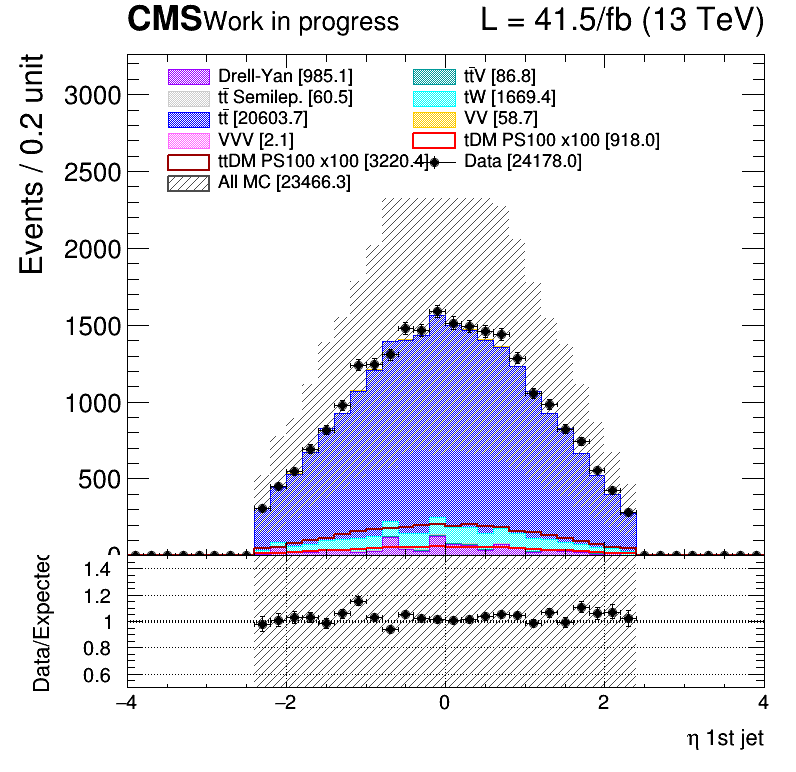 CMS Work in progress L = 41.5/fb (13 TeV)
Drell-Yan [985.1] tt̄V [86.8]
tt̄ Semilep. [60.5] tW [1669.4]
tt̄ [20603.7] VV [58.7]
VVV [2.1] tDM PS100 x100 [918.0]
ttDM PS100 x100 [3220.4] Data [24178.0]
All MC [23466.3]
Events / 0.2 unit
3000
2500
2000
1500
1000
500
0
Data/Expected
1.4
1.2
1
0.8
0.6
−4 −2 0 2 4
η 1st jet